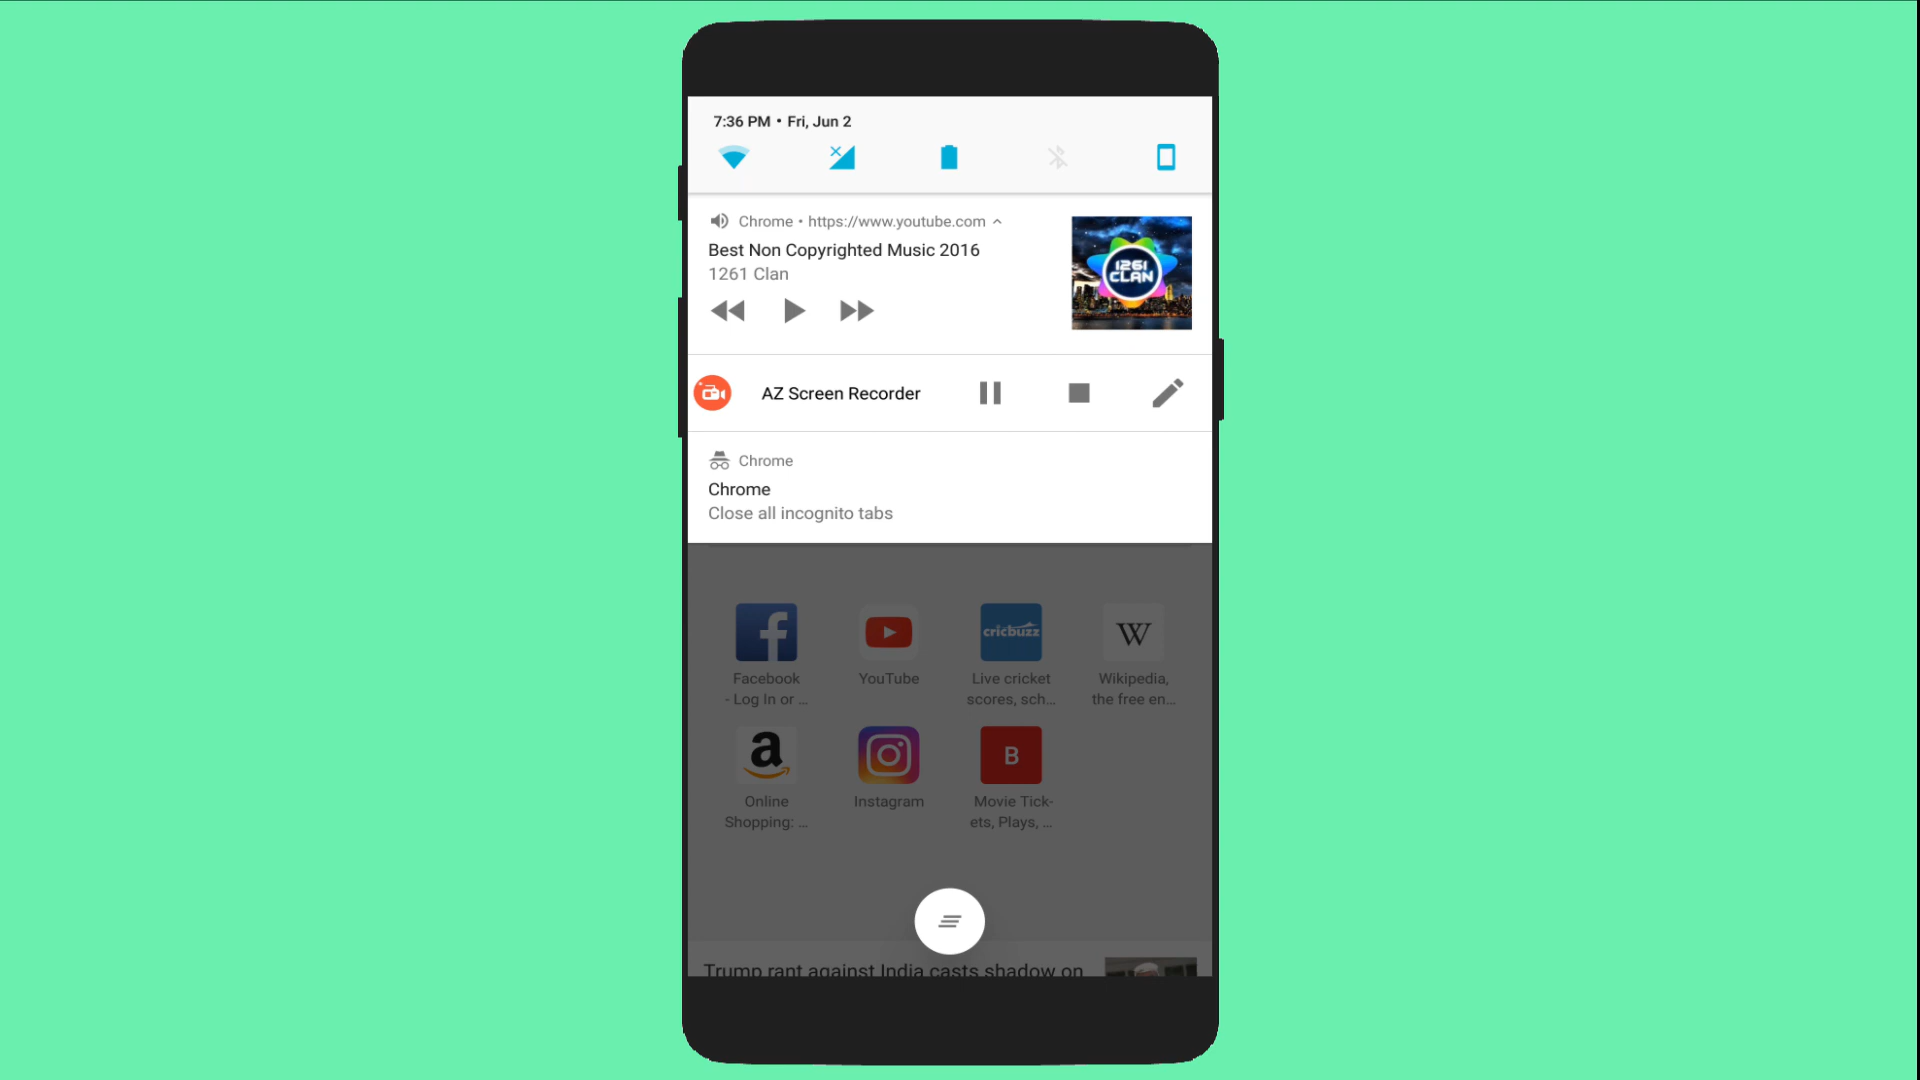 7:36 PM • Fri, Jun 2
Chrome • https://www.youtube.com
Best Non Copyrighted Music 2016
1261 Clan
1261
CLAN
AZ Screen Recorder
Chrome
Chrome
Close all incognito tabs
cricbuzz
W
Facebook
- Log In or ...
YouTube
Live cricket
scores, sch...
Wikipedia,
the free en...
a
B
Online
Shopping: ...
Instagram
Movie Tick-
ets, Plays, ...
Trump rant against India casts shadow on